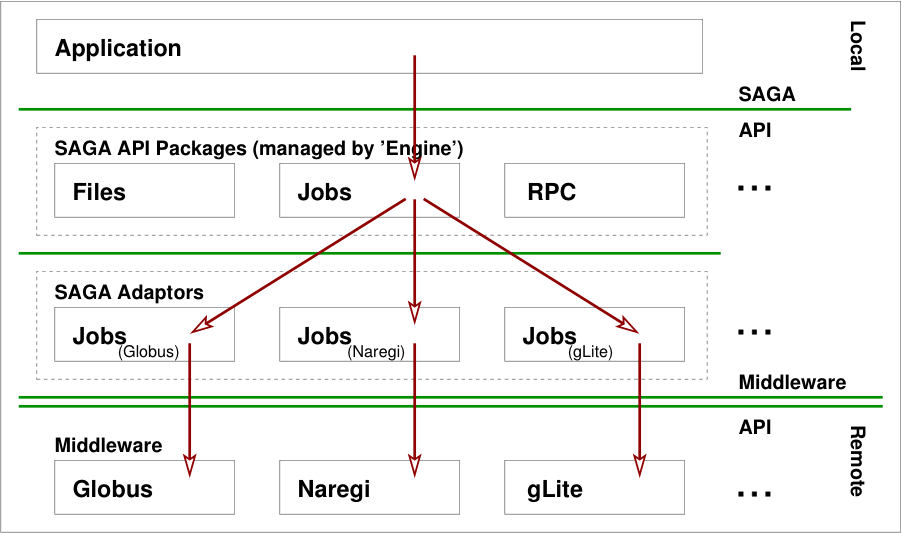 Application
Local
SAGA
API
SAGA API Packages (managed by ’Engine’)
Files
Jobs
RPC
...
SAGA Adaptors
Jobs
(Globus)
Jobs
(Naregi)
Jobs
(gLite)
...
Middleware
API
Middleware
Remote
Globus
Naregi
gLite
...